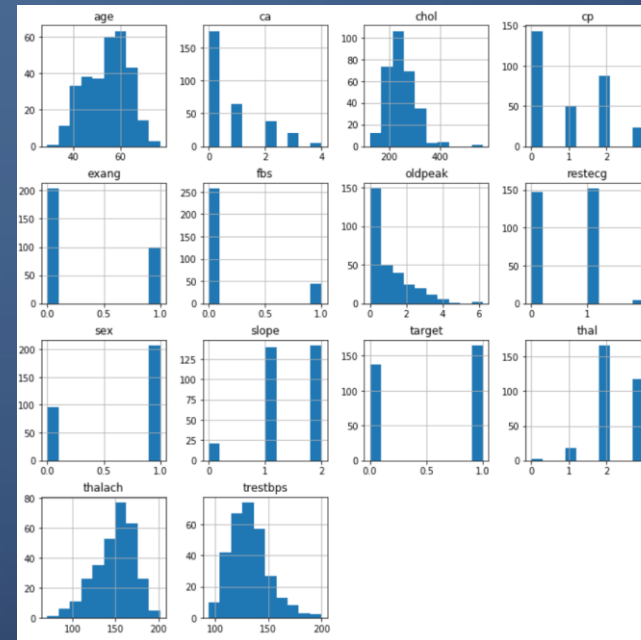 age ca chol cp
60 40 20 0 150 100 50 0 100 80 60 40 20 0 150 100 50 0
40 60 0 2 4 200 400 0 1 2
exang fbs oldpeak restecg
200 150 100 50 0 250 200 150 100 50 0 150 100 50 0 150 100 50 0
0.0 0.5 1.0 0.0 0.5 1.0 0 2 4 6 0 1
sex slope target thal
200 150 100 50 0 125 100 75 50 25 0 150 100 50 0 150 100 50 0
0.0 0.5 1.0 0 1 2 0.0 0.5 1.0 0 1 2
thalach trestbps
80 60 40 20 0 60 40 20 0
100 150 200 100 150 200